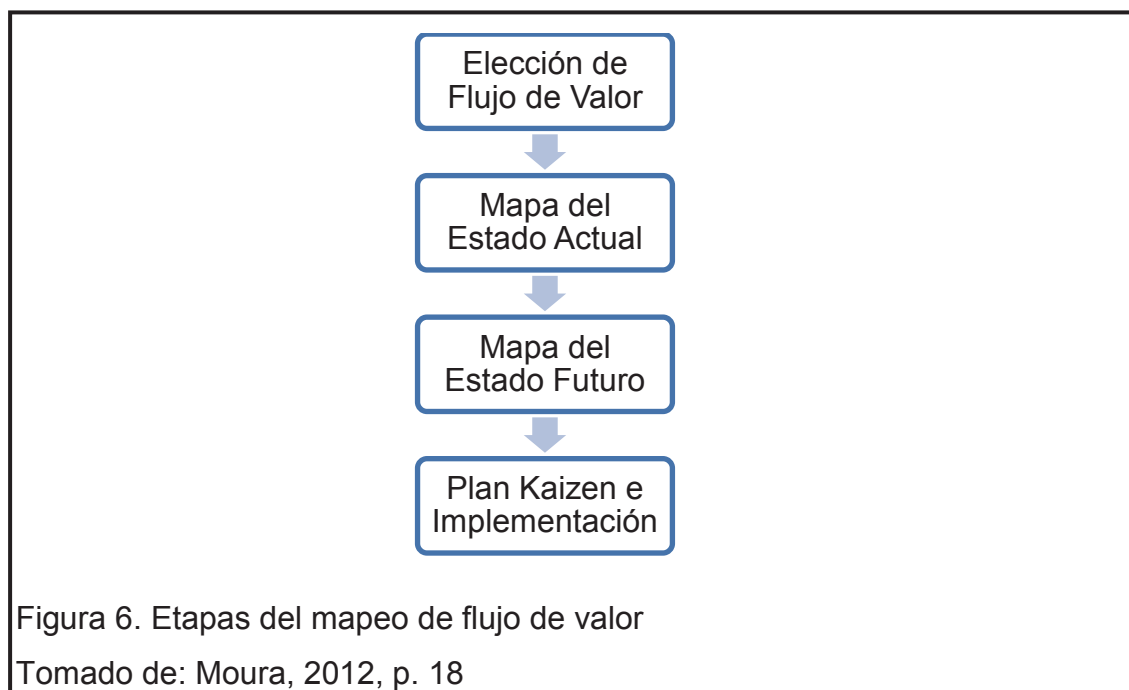 Elección de
Flujo de Valor
Mapa del
Estado Actual
Mapa del
Estado Futuro
Plan Kaizen e
Implementación
Figura 6. Etapas del mapeo de flujo de valor
Tomado de: Moura, 2012, p. 18